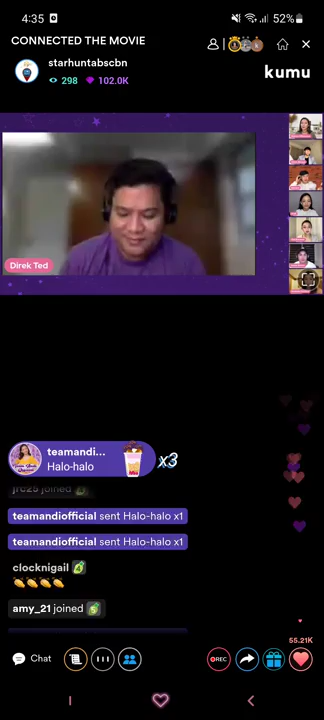 4:35
52%
CONNECTED THE MOVIE
starhuntabscbn
298
102.0K
kumu
Direk Ted
teamandi...
Halo-halo
x3
jrc25 joined
teamandiofficial sent Halo-halo x1
teamandiofficial sent Halo-halo x1
clocknigail
amy_21 joined
55.21K
Chat
REC